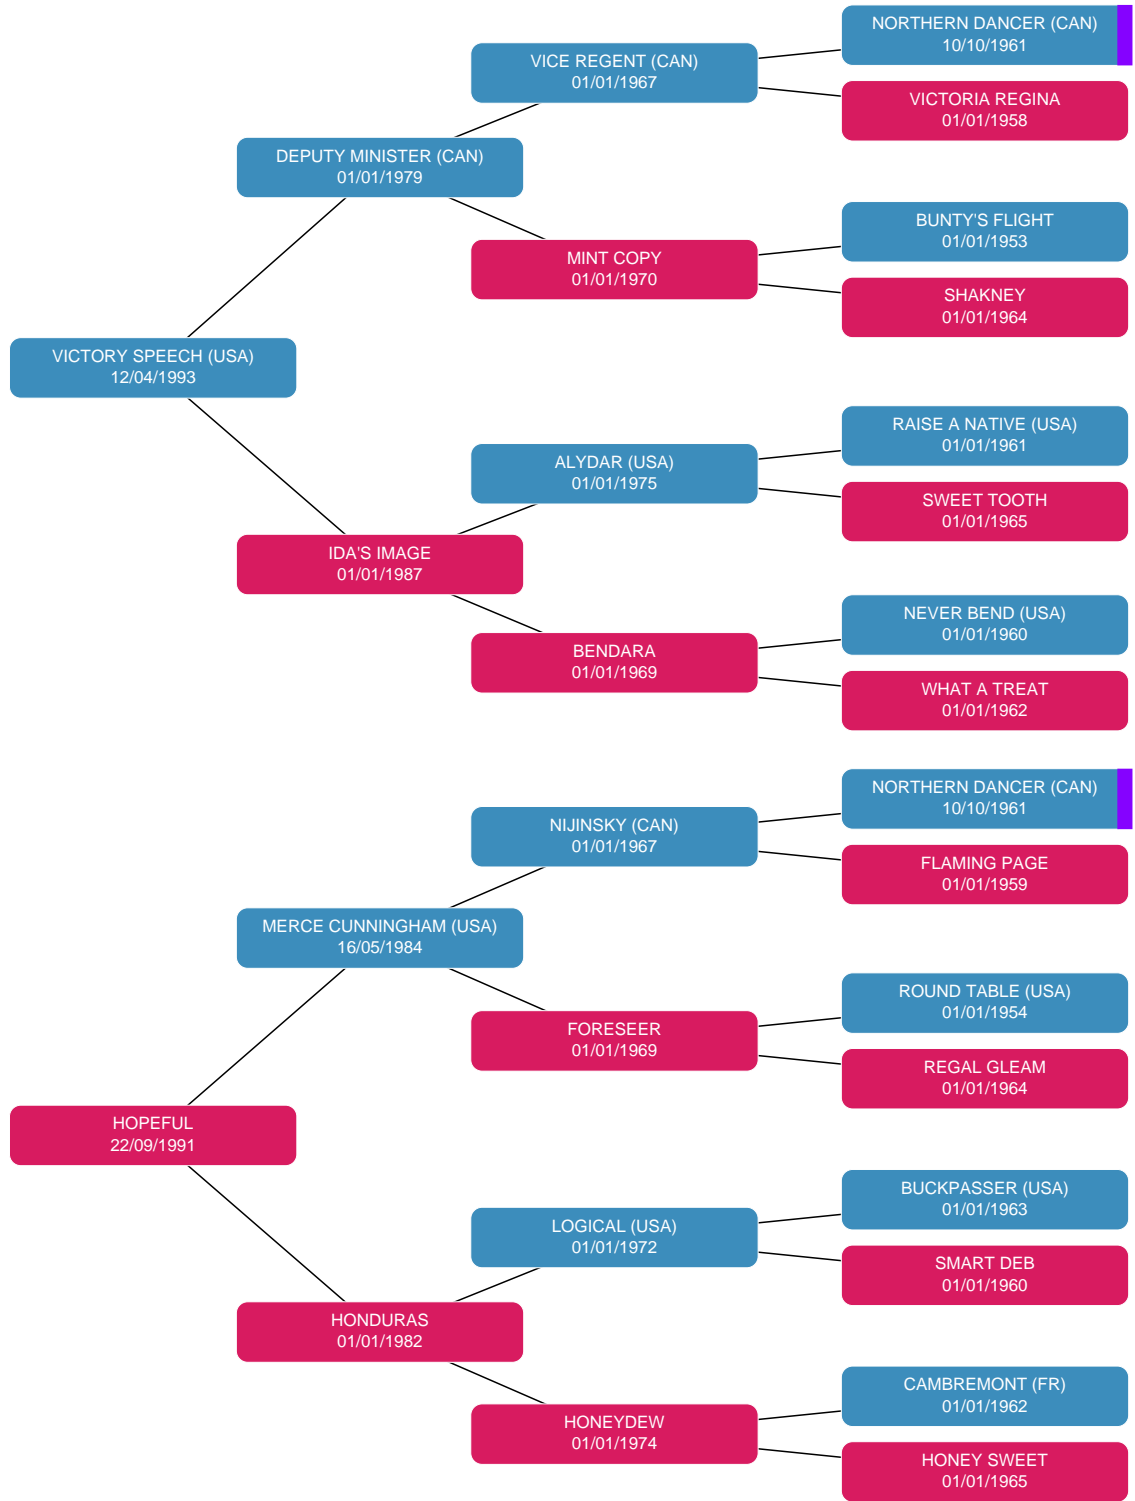 NORTHERN DANCER (CAN)
10/10/1961
VICE REGENT (CAN)
01/01/1967
VICTORIA REGINA
01/01/1958
DEPUTY MINISTER (CAN)
01/01/1979
BUNTY'S FLIGHT
01/01/1953
MINT COPY
01/01/1970
SHAKNEY
01/01/1964
VICTORY SPEECH (USA)
12/04/1993
RAISE A NATIVE (USA)
01/01/1961
ALYDAR (USA)
01/01/1975
SWEET TOOTH
01/01/1965
IDA'S IMAGE
01/01/1987
NEVER BEND (USA)
01/01/1960
BENDARA
01/01/1969
WHAT A TREAT
01/01/1962
NORTHERN DANCER (CAN)
10/10/1961
NIJINSKY (CAN)
01/01/1967
FLAMING PAGE
01/01/1959
MERCE CUNNINGHAM (USA)
16/05/1984
ROUND TABLE (USA)
01/01/1954
FORESEER
01/01/1969
REGAL GLEAM
01/01/1964
HOPEFUL
22/09/1991
BUCKPASSER (USA)
01/01/1963
LOGICAL (USA)
01/01/1972
SMART DEB
01/01/1960
HONDURAS
01/01/1982
CAMBREMONT (FR)
01/01/1962
HONEYDEW
01/01/1974
HONEY SWEET
01/01/1965